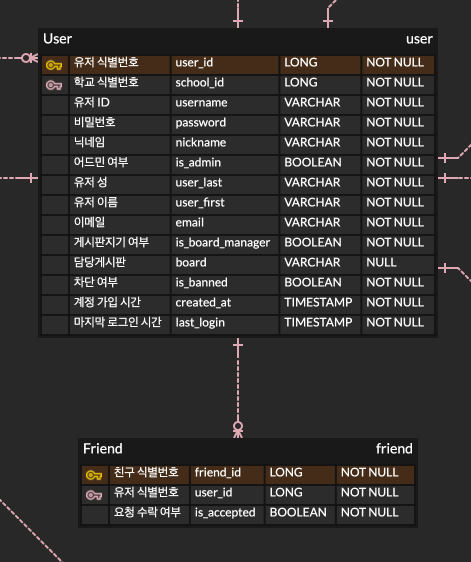 User user
유저 식별번호 user_id LONG NOT NULL
학교 식별번호 school_id LONG NOT NULL
유저 ID username VARCHAR NOT NULL
비밀번호 password VARCHAR NOT NULL
닉네임 nickname VARCHAR NOT NULL
어드민 여부 is_admin BOOLEAN NOT NULL
유저 성 user_last VARCHAR NOT NULL
유저 이름 user_first VARCHAR NOT NULL
이메일 email VARCHAR NOT NULL
게시판지기 여부 is_board_manager BOOLEAN NOT NULL
담당게시판 board VARCHAR NULL
차단 여부 is_banned BOOLEAN NOT NULL
계정 가입 시간 created_at TIMESTAMP NOT NULL
마지막 로그인 시간 last_login TIMESTAMP NOT NULL
Friend friend
친구 식별번호 friend_id LONG NOT NULL
유저 식별번호 user_id LONG NOT NULL
요청 수락 여부 is_accepted BOOLEAN NOT NULL